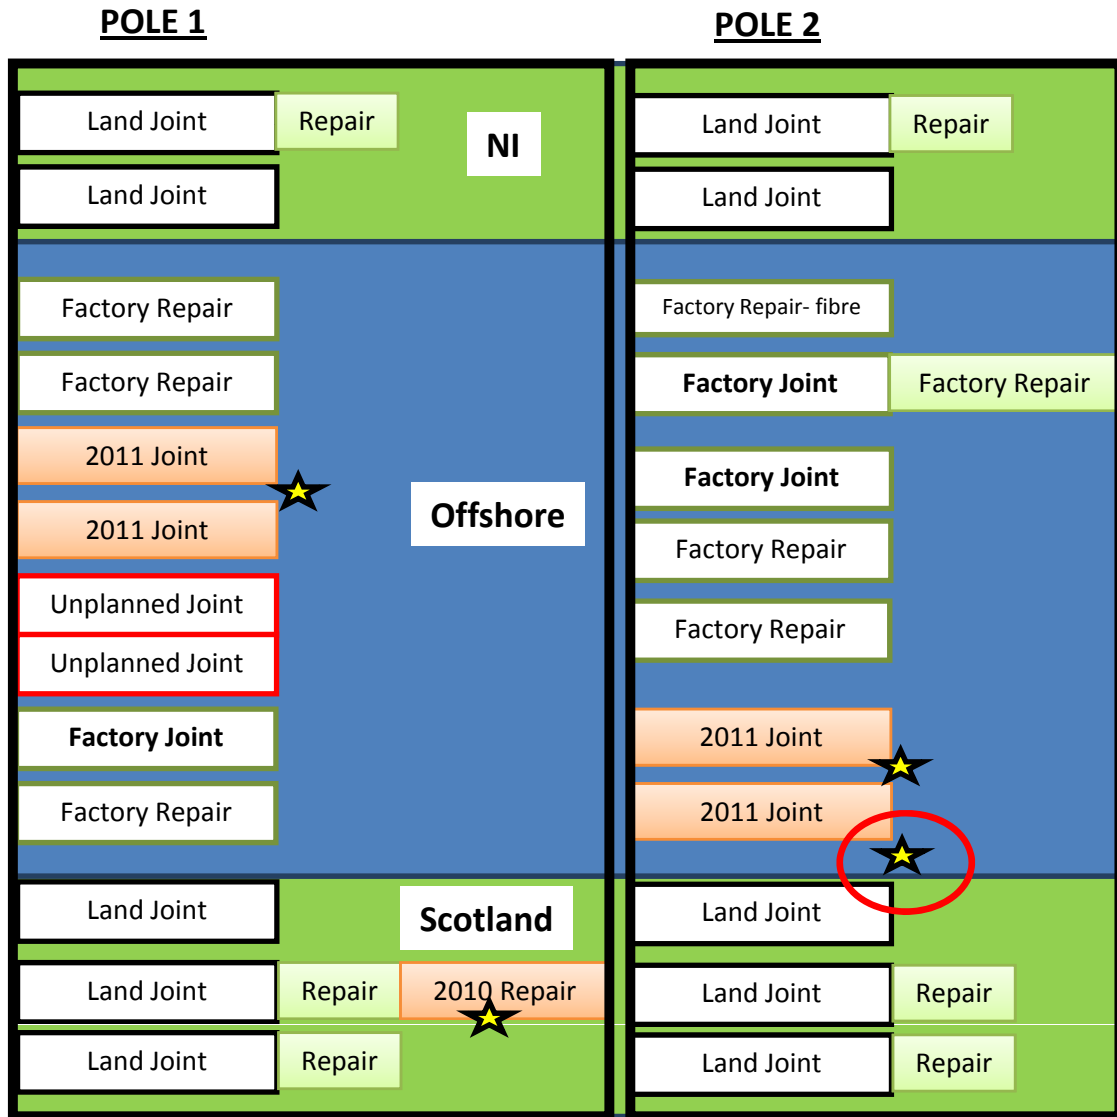 POLE 1
POLE 2
Land Joint
Repair
NI
Land Joint
Factory Repair
Factory Repair
2011 Joint
2011 Joint
Offshore
Unplanned Joint
Unplanned Joint
Factory Joint
Factory Repair
Land Joint
Scotland
Land Joint
Repair
2010 Repair
Land Joint
Repair
Land Joint
Repair
Land Joint
Factory Repair- fibre
Factory Joint
Factory Repair
Factory Joint
Factory Repair
Factory Repair
2011 Joint
2011 Joint
Land Joint
Land Joint
Repair
Land Joint
Repair